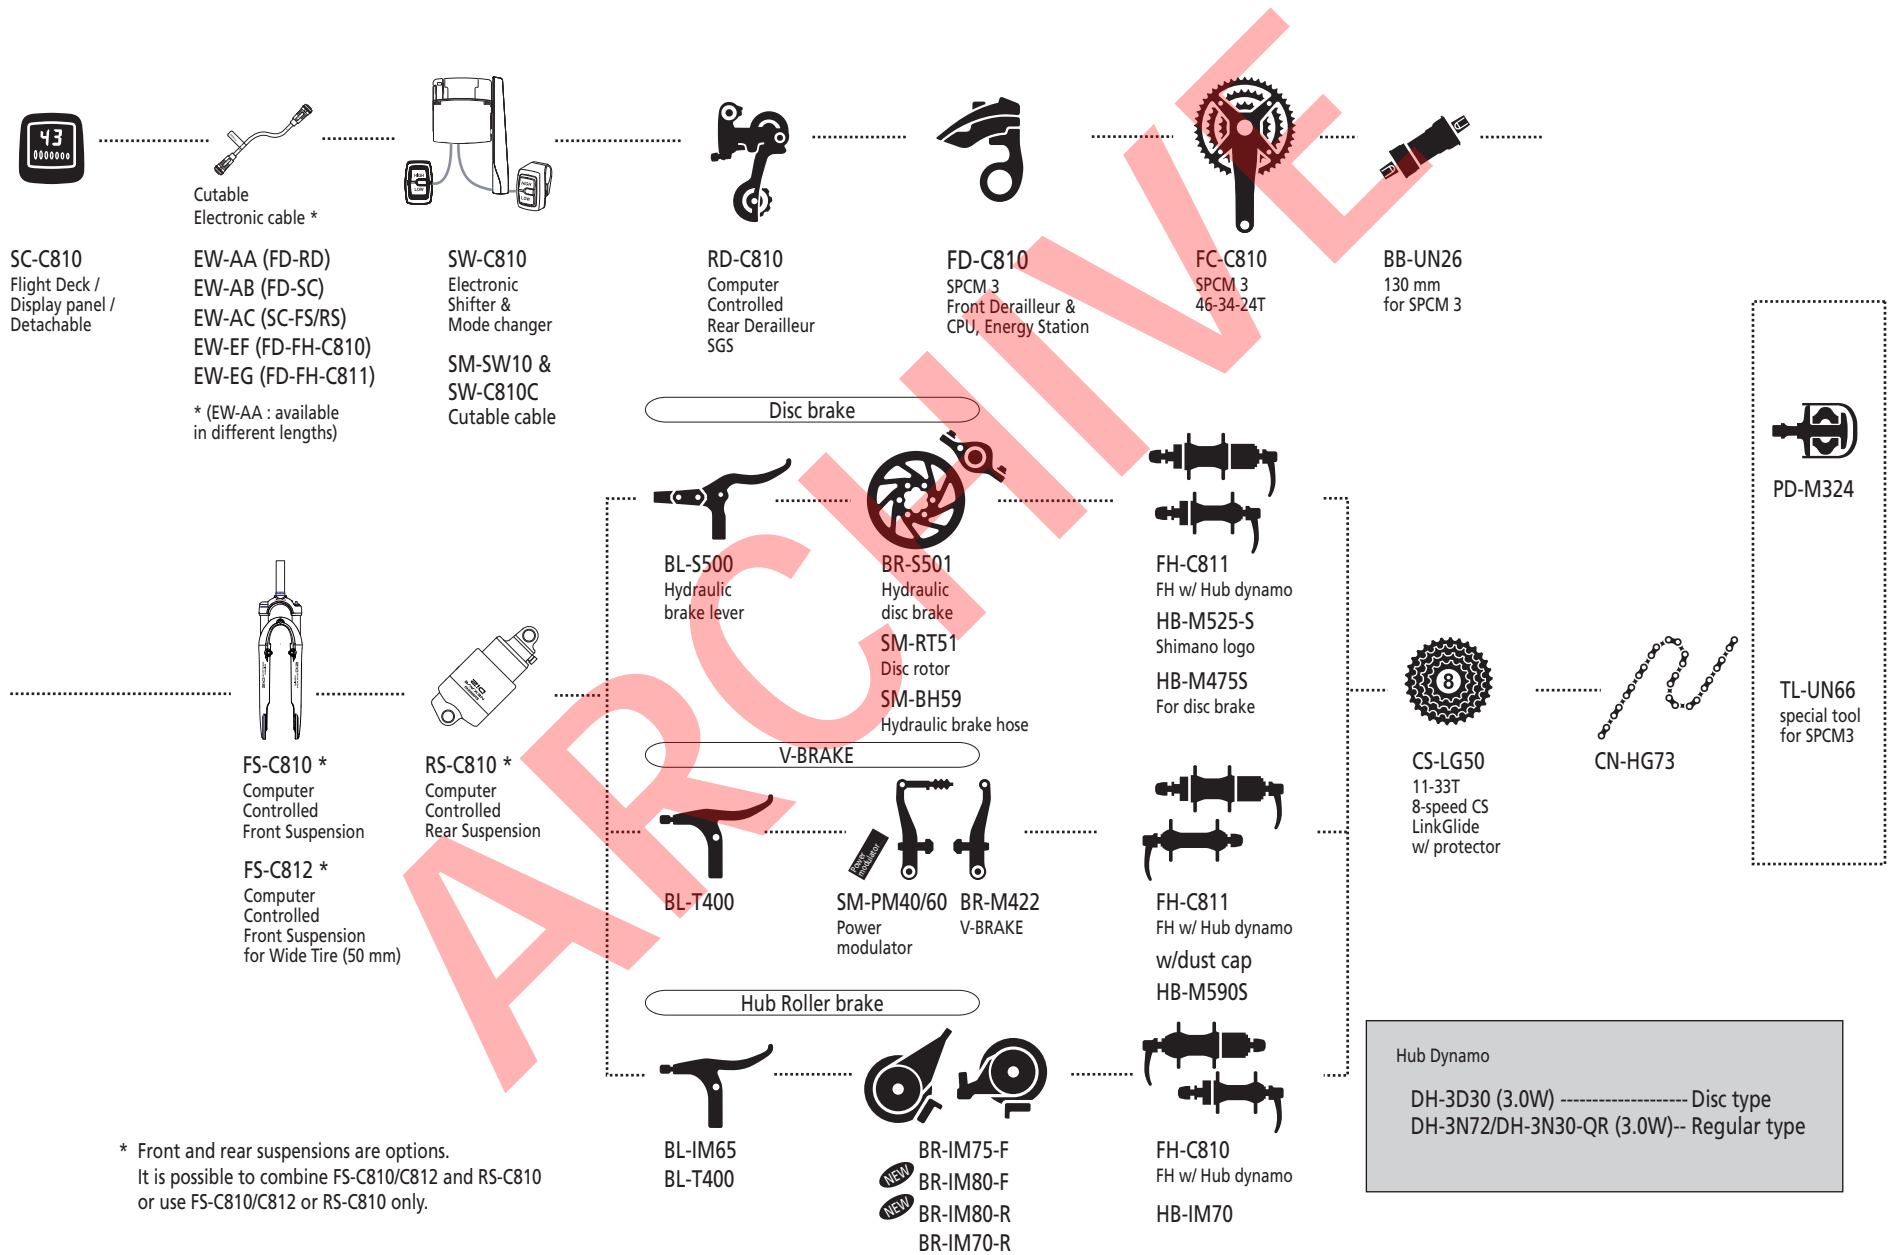 43
0000000
HIGH
LOW
HIGH
LOW
Cutable
Electronic cable *
SC-C810
Flight Deck /
Display panel /
Detachable
EW-AA (FD-RD)
EW-AB (FD-SC)
EW-AC (SC-FS/RS)
EW-EF (FD-FH-C810)
EW-EG (FD-FH-C811)
* (EW-AA : available
in different lengths)
SW-C810
Electronic
Shifter &
Mode changer
SM-SW10 &
SW-C810C
Cutable cable
RD-C810
Computer
Controlled
Rear Derailleur
SGS
FD-C810
SPCM 3
Front Derailleur &
CPU, Energy Station
FC-C810
SPCM 3
46-34-24T
BB-UN26
130 mm
for SPCM 3
Disc brake
BL-S500
Hydraulic
brake lever
BR-S501
Hydraulic
disc brake
SM-RT51
Disc rotor
SM-BH59
Hydraulic brake hose
FH-C811
FH w/ Hub dynamo
HB-M525-S
Shimano logo
HB-M475S
For disc brake
PD-M324
TL-UN66
special tool
for SPCM3
FS-C810 *
Computer
Controlled
Front Suspension
FS-C812 *
Computer
Controlled
Front Suspension
for Wide Tire (50 mm)
RS-C810 *
Computer
Controlled
Rear Suspension
V-BRAKE
BL-T400
Power
modulator
SM-PM40/60
Power
modulator
BR-M422
V-BRAKE
FH-C811
FH w/ Hub dynamo
w/dust cap
HB-M590S
8
CS-LG50
11-33T
8-speed CS
LinkGlide
w/ protector
CN-HG73
Hub Roller brake
BL-IM65
BL-T400
BR-IM75-F
NEW BR-IM80-F
NEW BR-IM80-R
BR-IM70-R
FH-C810
FH w/ Hub dynamo
HB-IM70
Hub Dynamo
DH-3D30 (3.0W) -------------------- Disc type
DH-3N72/DH-3N30-QR (3.0W)-- Regular type
* Front and rear suspensions are options.
It is possible to combine FS-C810/C812 and RS-C810
or use FS-C810/C812 or RS-C810 only.
ARCHIVE